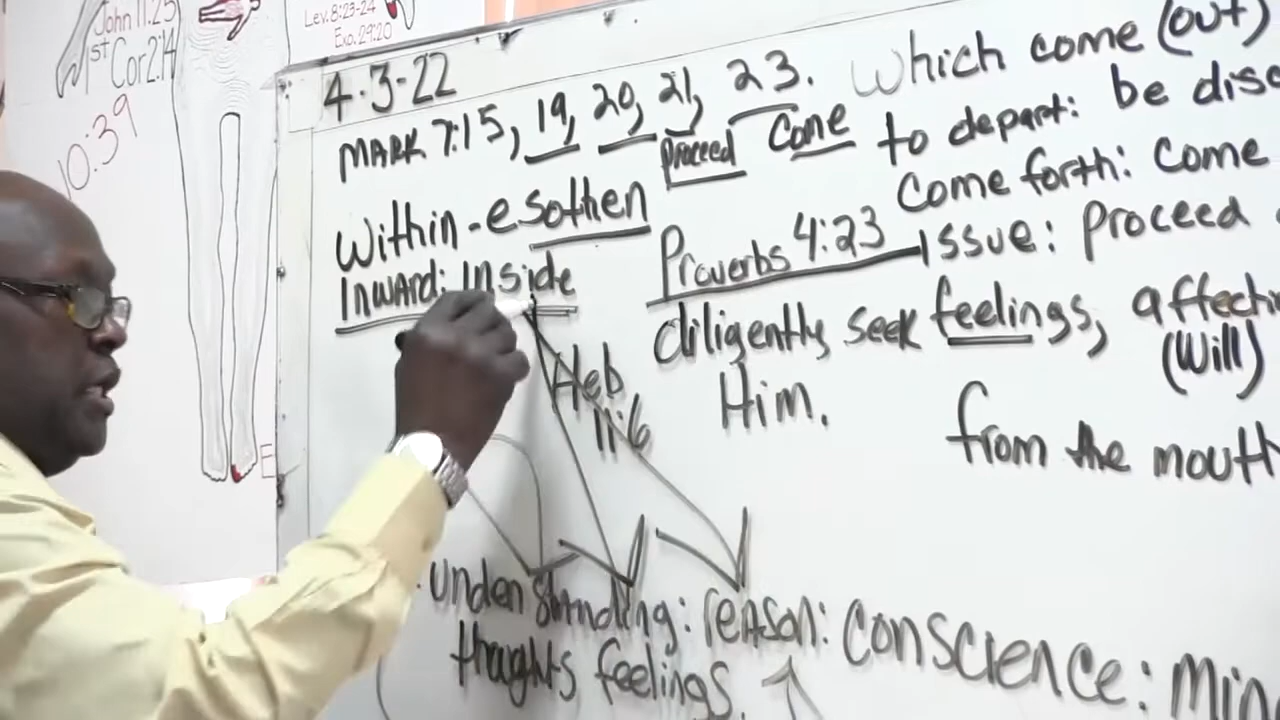 John 11:25
1st Cor 2:14
10:39
Lev. 8:23-24
Exo. 29:20
4-3-22
MARK 7:15, 19, 20, 21, 23. Which come (out)
Proceed Come to depart: be disc
Within - esothen Come forth: Come
Inward: Inside Proverbs 4:23 Issue: Proceed
diligently seek feelings, affecti
Him. (Will)
Heb
11:6
from the mouth
Understanding: reason: Conscience: Min
thoughts feelings.